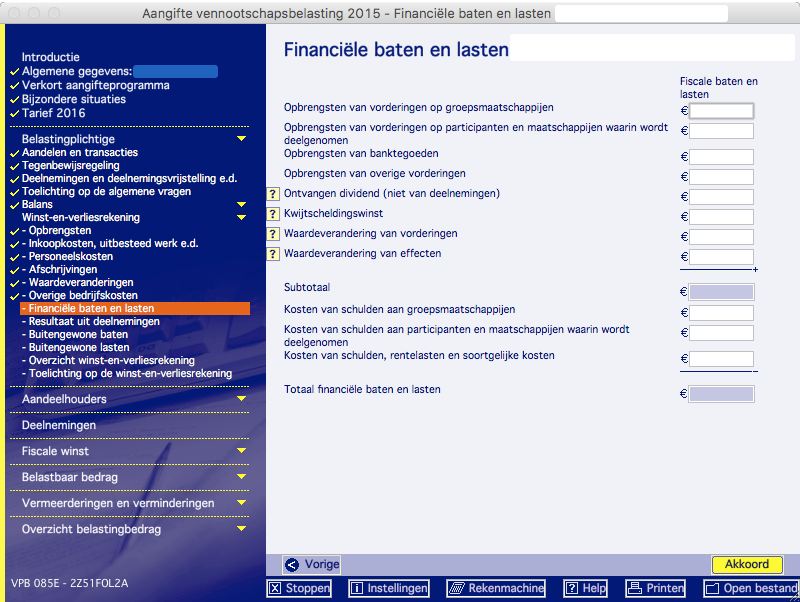 Aangifte vennootschapsbelasting 2015 - Financiële baten en lasten
Introductie
Algemene gegevens:
Verkort aangifteprogramma
Bijzondere situaties
Tarief 2016
Belastingplichtige
Aandelen en transacties
Tegenbewijsregeling
Deelnemingen en deelnemingsvrijstelling e.d.
Toelichting op de algemene vragen
Balans
Winst-en-verliesrekening
- Opbrengsten
- Inkoopkosten, uitbesteed werk e.d.
- Personeelskosten
- Afschrijvingen
- Waardeveranderingen
- Overige bedrijfskosten
- Financiële baten en lasten
- Resultaat uit deelnemingen
- Buitengewone baten
- Buitengewone lasten
- Overzicht winst-en-verliesrekening
- Toelichting op de winst-en-verliesrekening
Aandeelhouders
Deelnemingen
Fiscale winst
Belastbaar bedrag
Vermeerderingen en verminderingen
Overzicht belastingbedrag
VPB 085E - 2Z51FOL2A
Financiële baten en lasten
Fiscale baten en
lasten
Opbrengsten van vorderingen op groepsmaatschappijen €
Opbrengsten van vorderingen op participanten en maatschappijen waarin wordt €
deelgenomen
Opbrengsten van banktegoeden €
Opbrengsten van overige vorderingen €
? Ontvangen dividend (niet van deelnemingen) €
? Kwijtscheldingswinst €
? Waardeverandering van vorderingen €
? Waardeverandering van effecten €
+
Subtotaal €
Kosten van schulden aan groepsmaatschappijen €
Kosten van schulden aan participanten en maatschappijen waarin wordt €
deelgenomen
Kosten van schulden, rentelasten en soortgelijke kosten €
Totaal financiële baten en lasten €
Vorige Akkoord
Stoppen Instellingen Rekenmachine ? Help Printen Open bestand